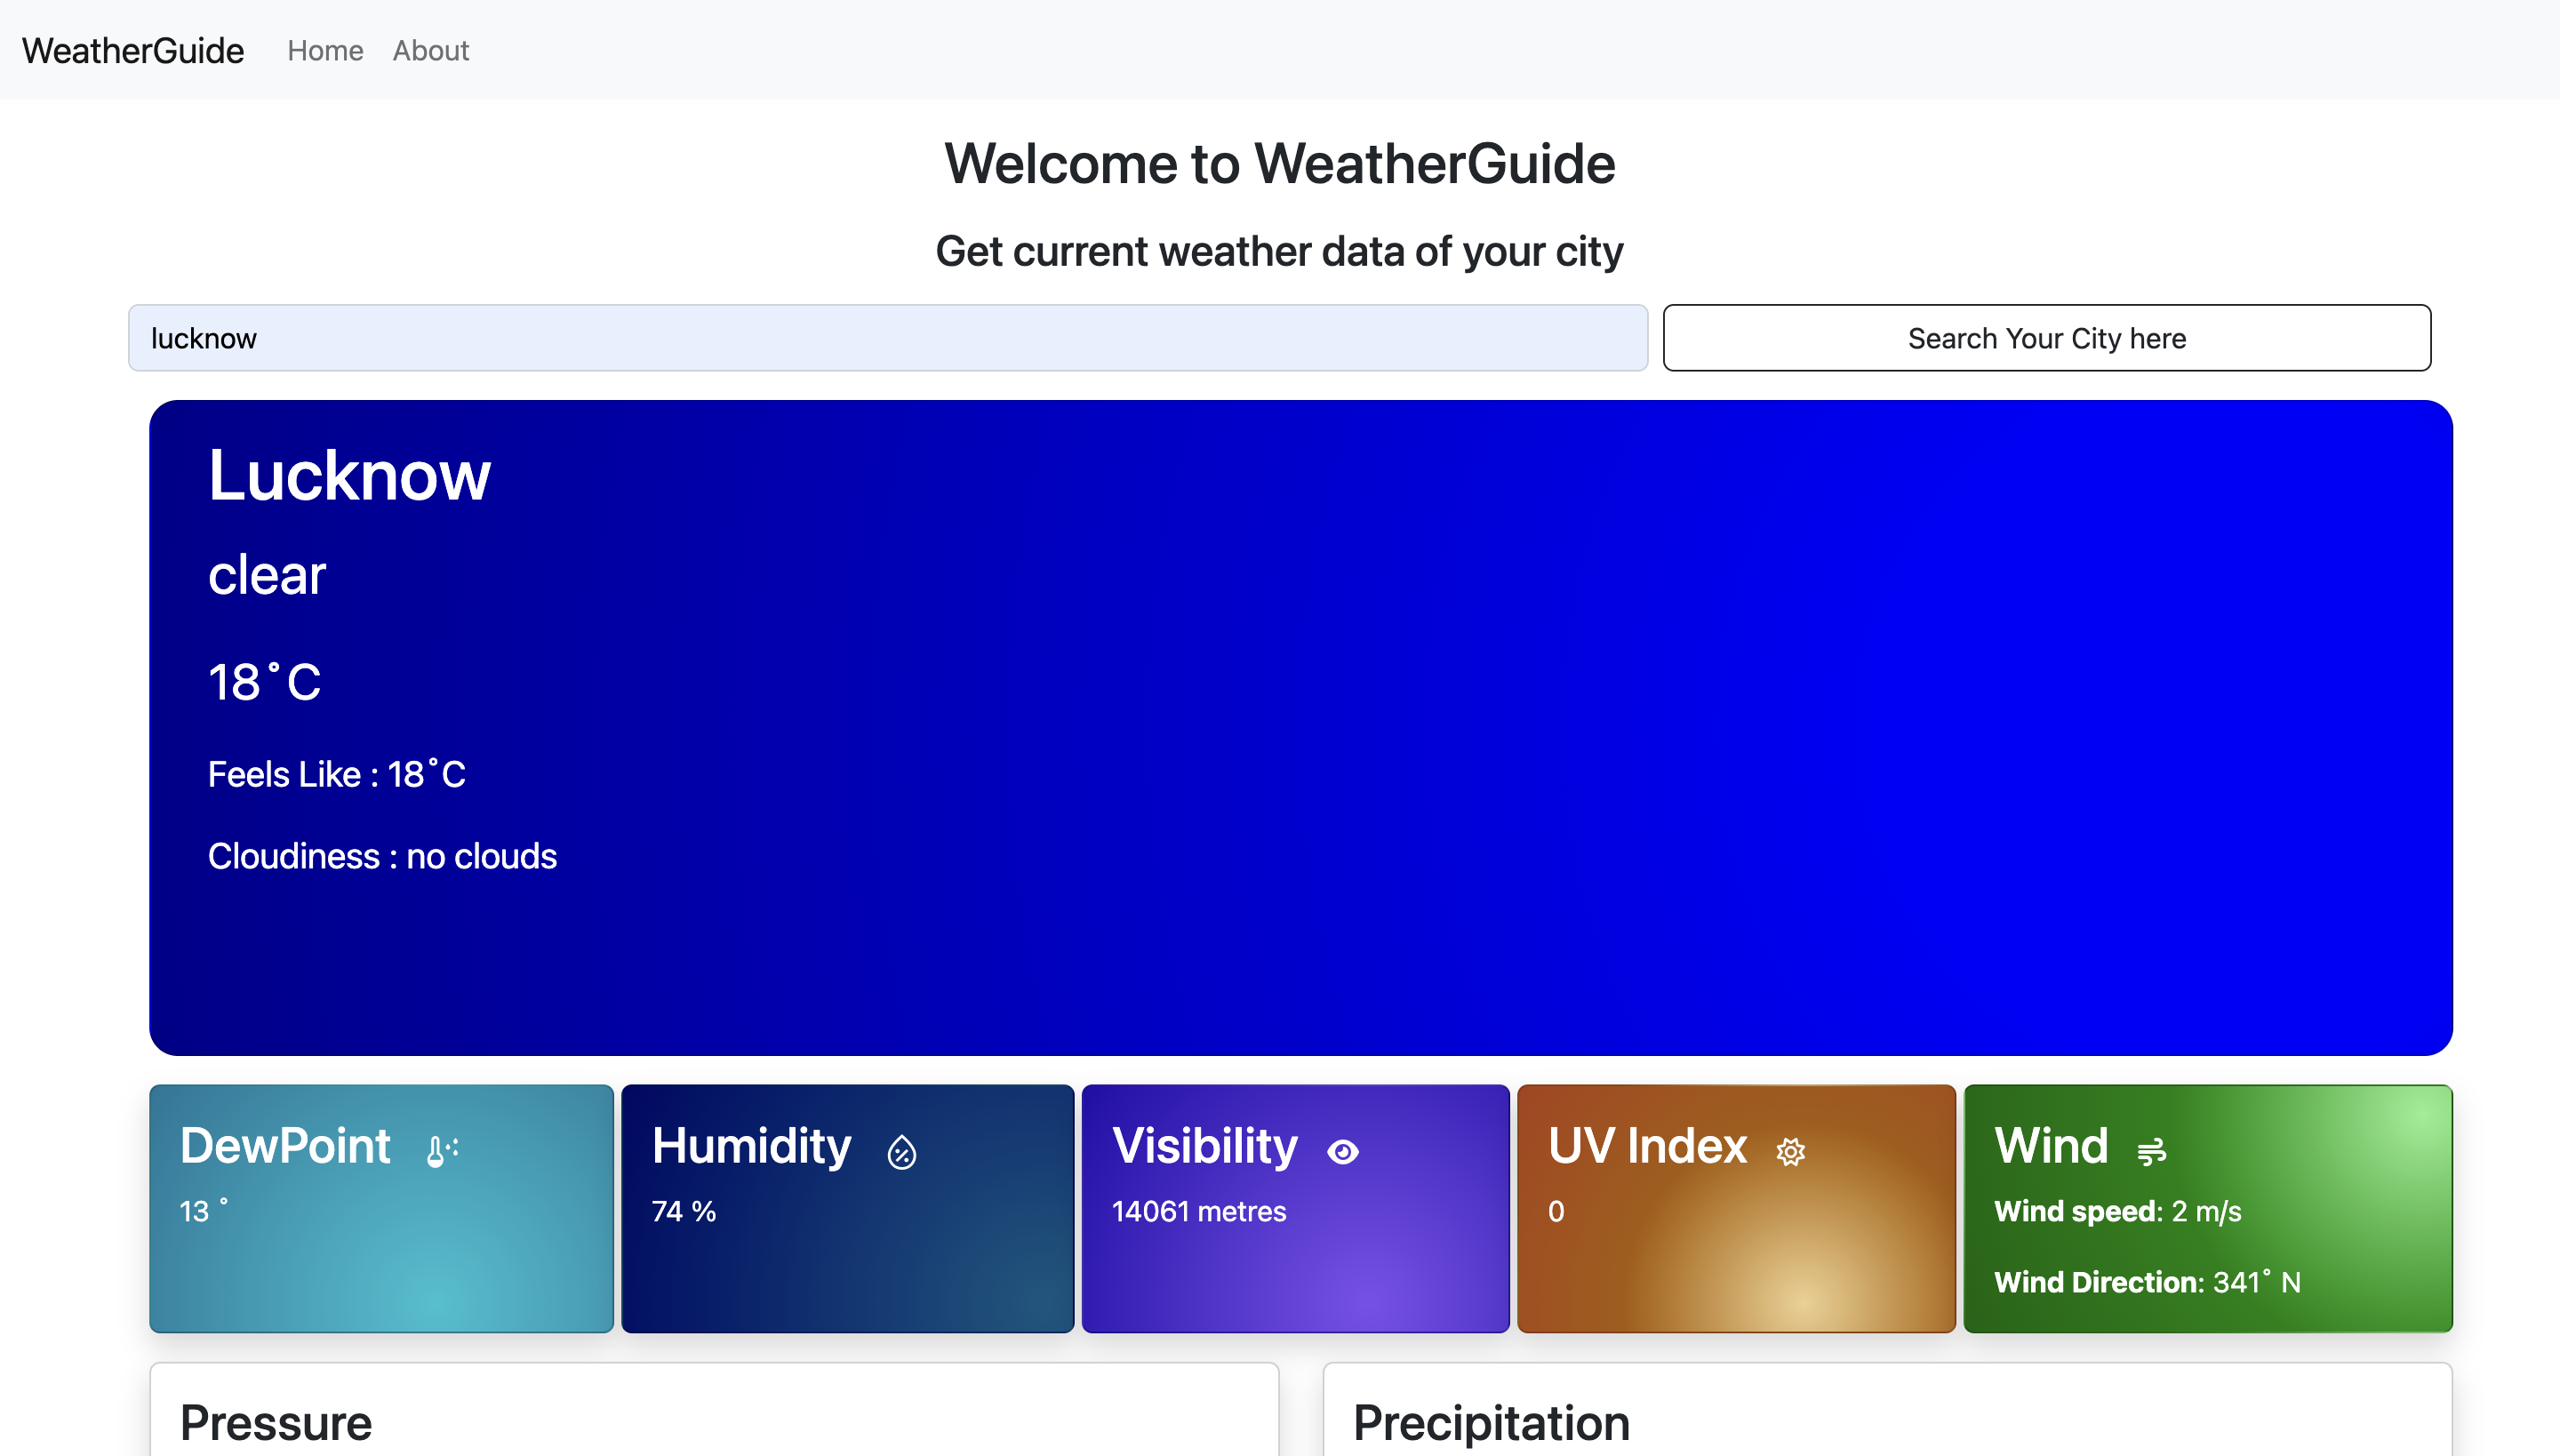 WeatherGuide Home About
Welcome to WeatherGuide
Get current weather data of your city
lucknow
Search Your City here
Lucknow
clear
18°C
Feels Like : 18°C
Cloudiness : no clouds
DewPoint
13 °
Humidity
74 %
Visibility
14061 metres
UV Index
0
Wind
Wind speed: 2 m/s
Wind Direction: 341° N
Pressure
Precipitation